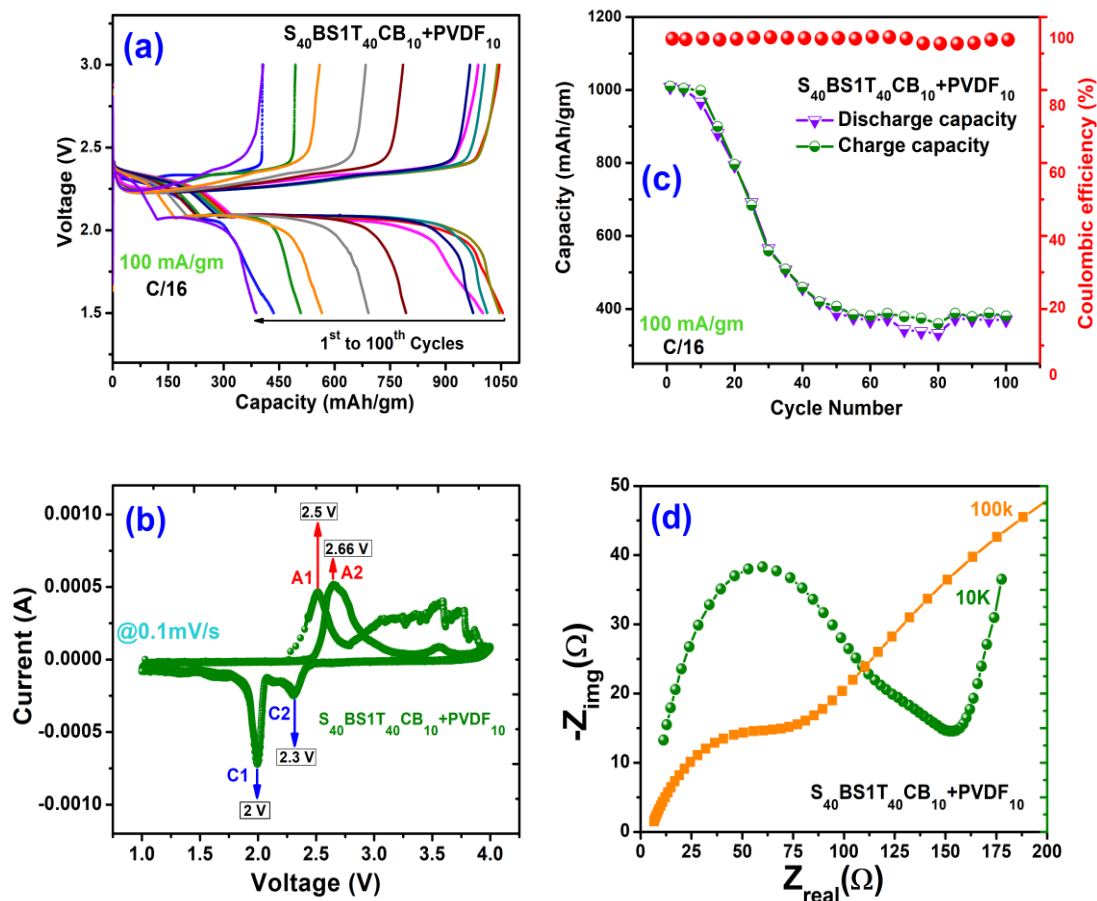 (a)
S40BS1T40CB10+PVDF10
3.0
2.5
2.0
1.5
Voltage (V)
100 mA/gm
C/16
1st to 100th Cycles
0 150 300 450 600 750 900 1050
Capacity (mAh/gm)
1200
1000
800
600
400
Capacity (mAh/gm)
S40BS1T40CB10+PVDF10
Discharge capacity
Charge capacity
(c)
100 mA/gm
C/16
100
80
60
40
20
0
Coulombic efficiency (%)
0 20 40 60 80 100
Cycle Number
(b)
0.0010
0.0005
0.0000
-0.0005
-0.0010
Current (A)
2.5 V
2.66 V
A1
A2
@0.1mV/s
C2
S40BS1T40CB10+PVDF10
2.3 V
C1
2 V
1.0 1.5 2.0 2.5 3.0 3.5 4.0
Voltage (V)
50
40
30
20
10
0
-Zimg(Ω)
(d)
100k
10K
S40BS1T40CB10+PVDF10
0 25 50 75 100 125 150 175 200
Zreal(Ω)